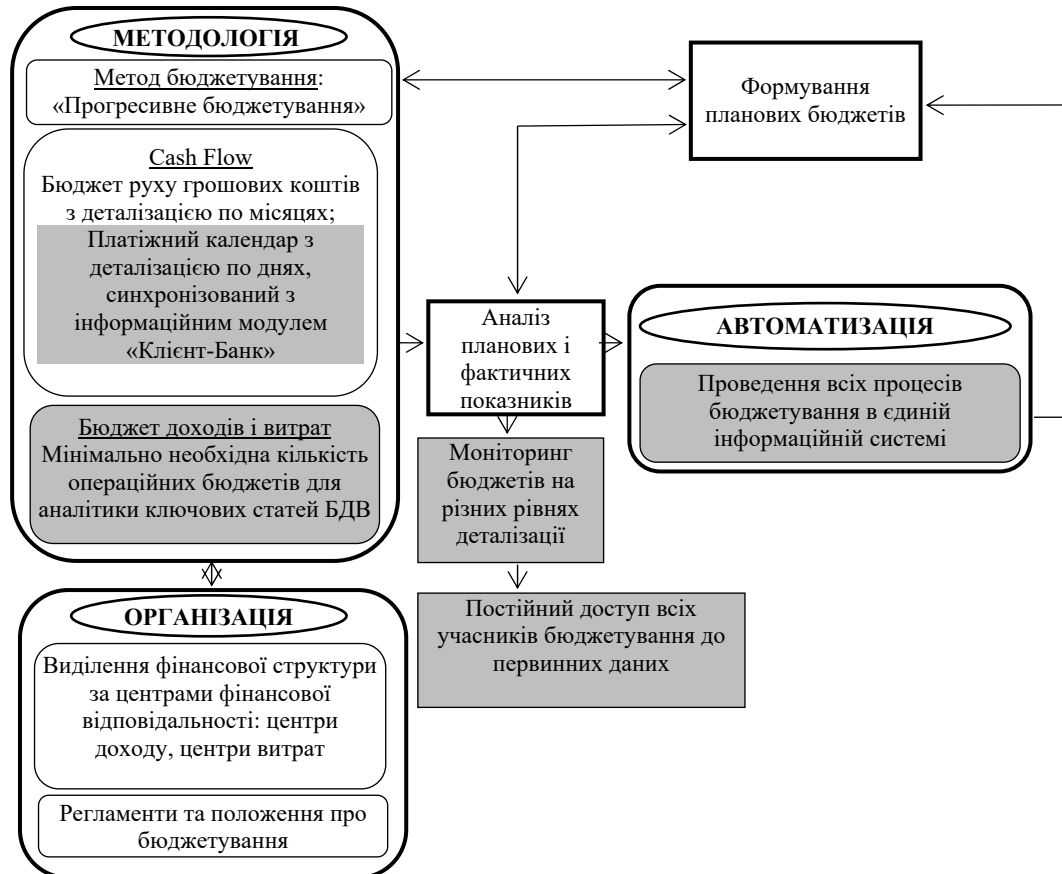 МЕТОДОЛОГІЯ
Метод бюджетування:
«Прогресивне бюджетування»
Cash Flow
Бюджет руху грошових коштів
з деталізацією по місяцях;
Платіжний календар з
деталізацією по днях,
синхронізований з
інформаційним модулем
«Клієнт-Банк»
Бюджет доходів і витрат
Мінімально необхідна кількість
операційних бюджетів для
аналітики ключових статей БДВ
ОРГАНІЗАЦІЯ
Виділення фінансової структури
за центрами фінансової
відповідальності: центри
доходу, центри витрат
Регламенти та положення про
бюджетування
Формування
планових бюджетів
Аналіз
планових і
фактичних
показників
Моніторинг
бюджетів на
різних рівнях
деталізації
Постійний доступ всіх
учасників бюджетування до
первинних даних
АВТОМАТИЗАЦІЯ
Проведення всіх процесів
бюджетування в єдиній
інформаційній системі